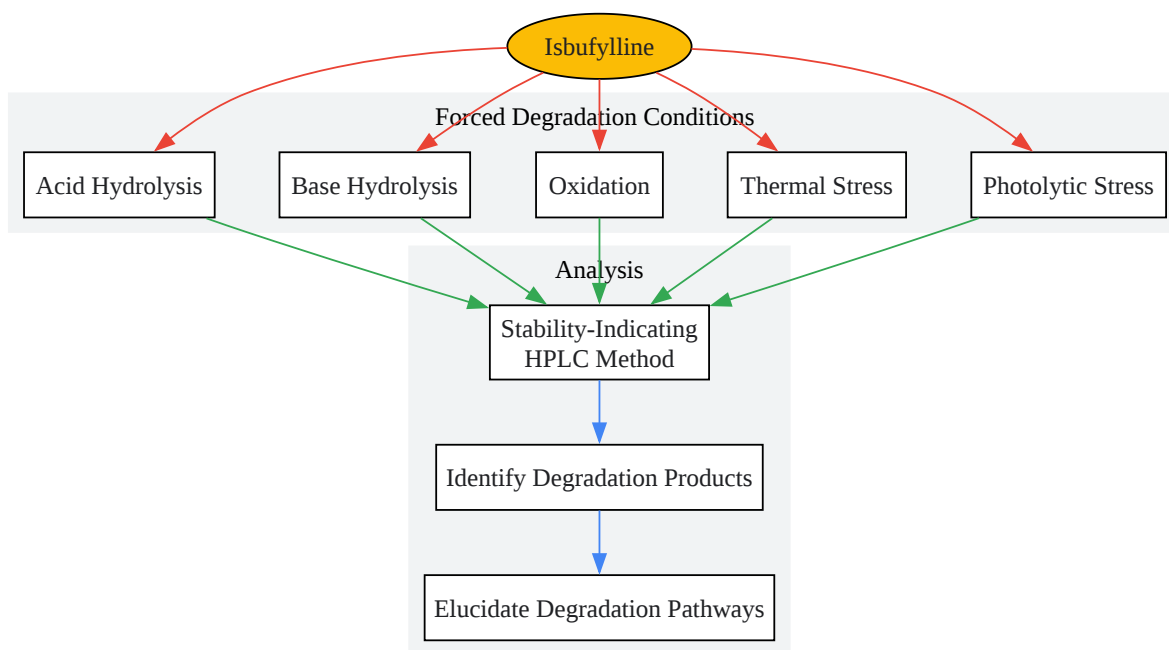 Isbufylline
Forced Degradation Conditions
Acid Hydrolysis
Base Hydrolysis
Oxidation
Thermal Stress
Photolytic Stress
Analysis
Stability-Indicating
HPLC Method
Identify Degradation Products
Elucidate Degradation Pathways